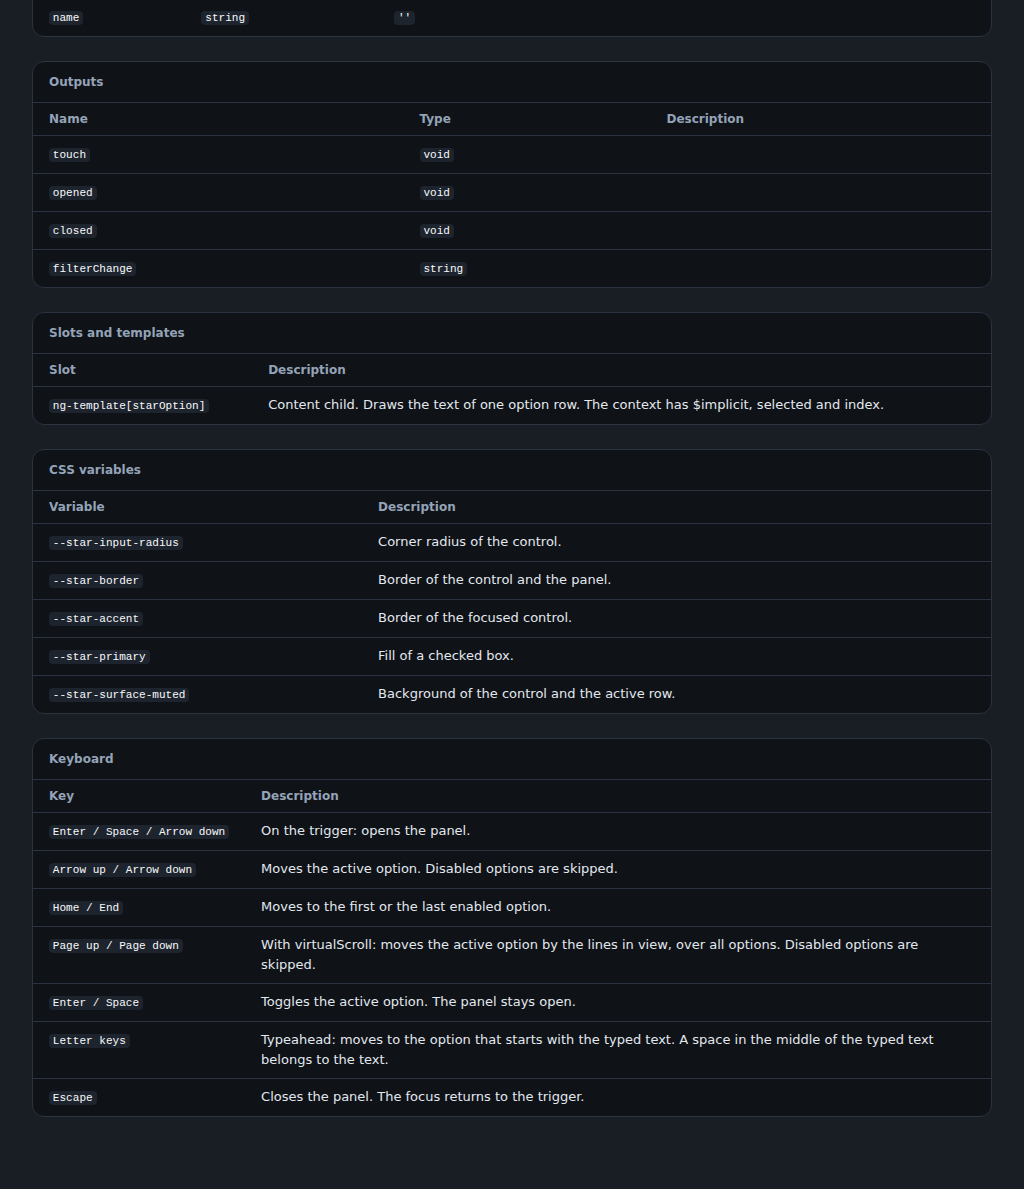 name string ''
Outputs
Name Type Description
touch void
opened void
closed void
filterChange string
Slots and templates
Slot Description
ng-template[starOption] Content child. Draws the text of one option row. The context has $implicit, selected and index.
CSS variables
Variable Description
--star-input-radius Corner radius of the control.
--star-border Border of the control and the panel.
--star-accent Border of the focused control.
--star-primary Fill of a checked box.
--star-surface-muted Background of the control and the active row.
Keyboard
Key Description
Enter / Space / Arrow down On the trigger: opens the panel.
Arrow up / Arrow down Moves the active option. Disabled options are skipped.
Home / End Moves to the first or the last enabled option.
Page up / Page down With virtualScroll: moves the active option by the lines in view, over all options. Disabled options are
skipped.
Enter / Space Toggles the active option. The panel stays open.
Letter keys Typeahead: moves to the option that starts with the typed text. A space in the middle of the typed text
belongs to the text.
Escape Closes the panel. The focus returns to the trigger.